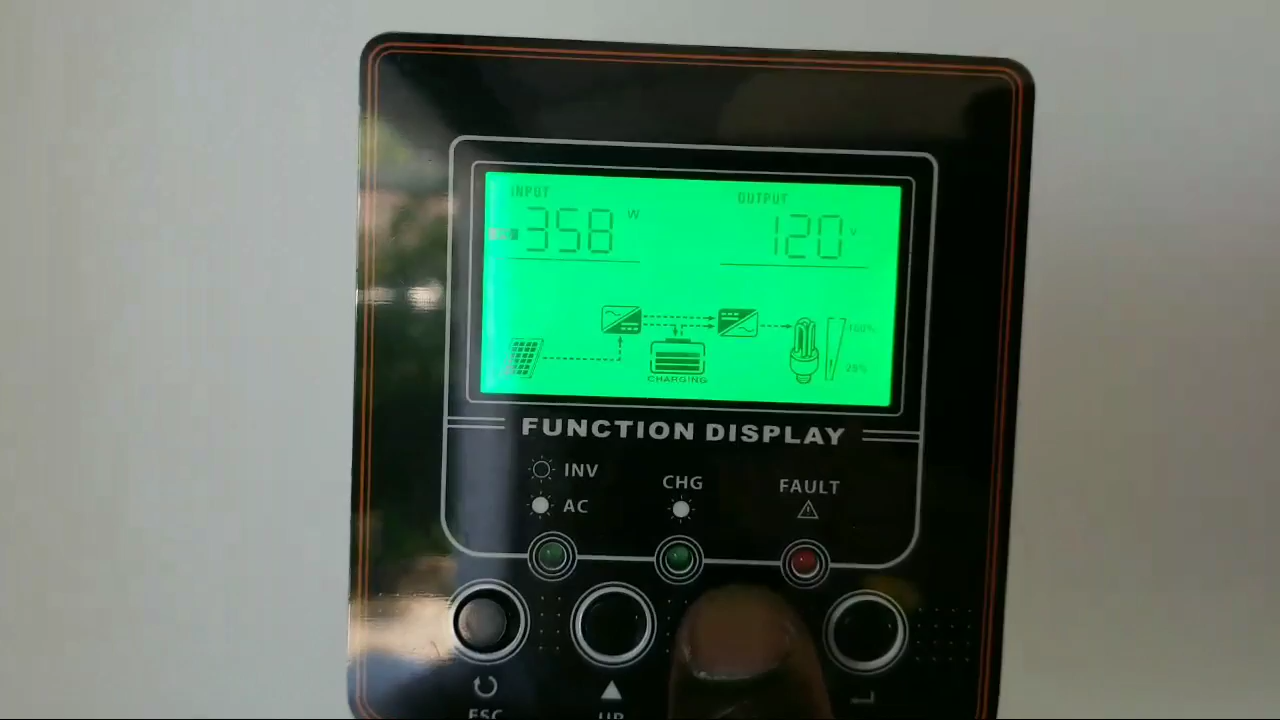 INPUT
OUTPUT
358 W
120 V
100%
CHARGING
25%
FUNCTION DISPLAY
INV
CHG
FAULT
AC
ESC
UP